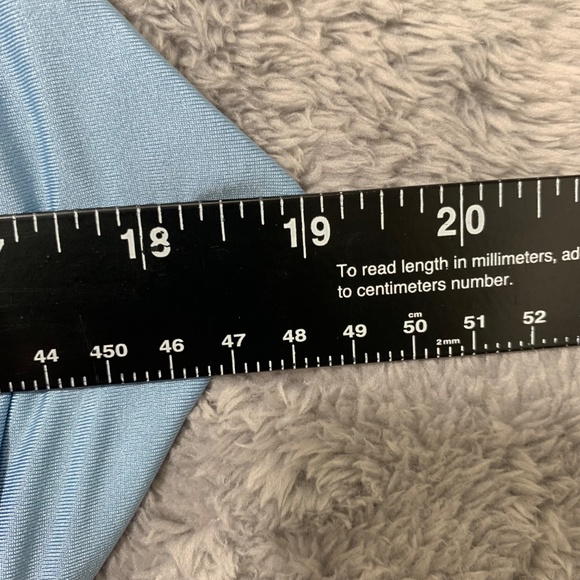 18 19 20
To read length in millimeters, ad
to centimeters number.
cm
44 450 46 47 48 49 50 51 52
2mm